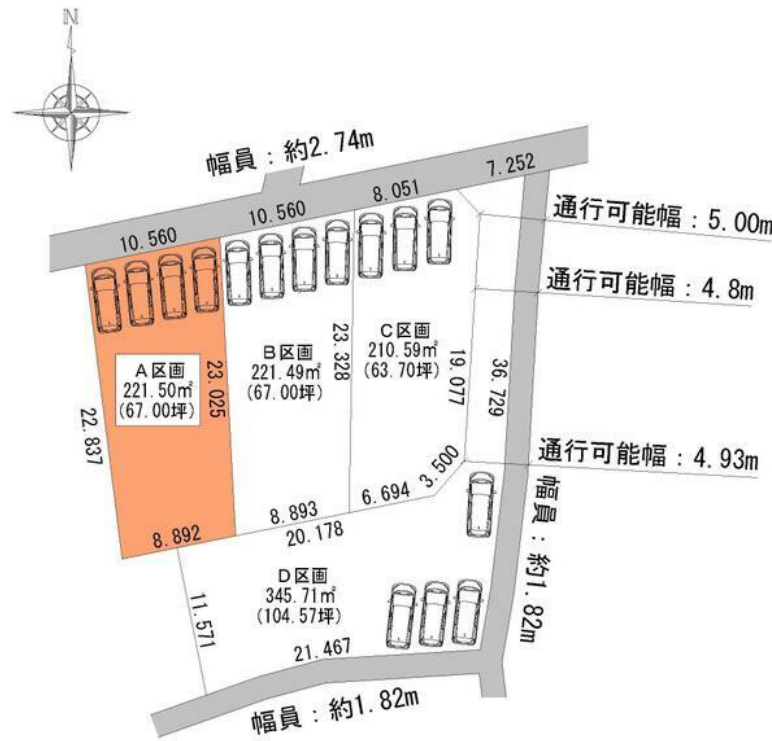 N
幅員：約2.74m
7.252
8.051
10.560
10.560
通行可能幅：5.00m
通行可能幅：4.8m
A区画
221.50㎡
(67.00坪)
23.025
22.837
8.892
B区画
221.49㎡
(67.00坪)
23.328
8.893
C区画
210.59㎡
(63.70坪)
19.077
36.729
通行可能幅：4.93m
3.500
6.694
20.178
幅員：約1.82m
D区画
345.71㎡
(104.57坪)
11.571
21.467
幅員：約1.82m